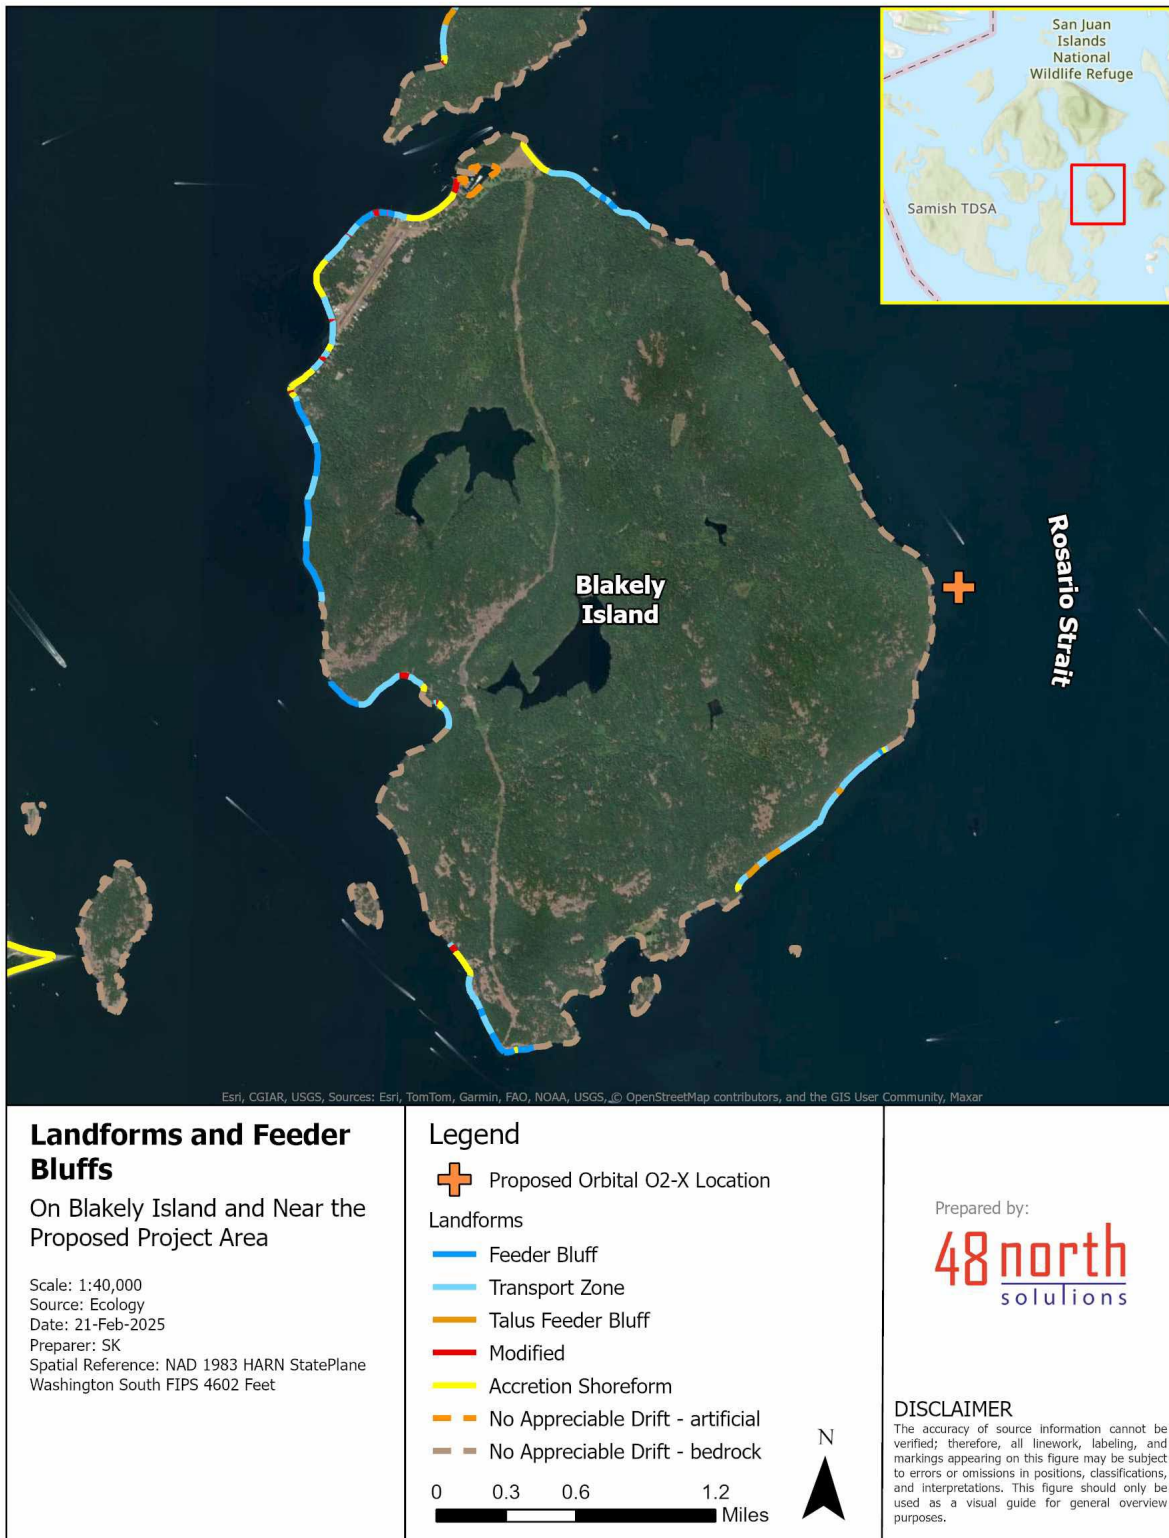 San Juan
Islands
National
Wildlife Refuge
Samish TDSA
Blakely
Island
Rosario Strait
Esri, CGIAR, USGS, Sources: Esri, TomTom, Garmin, FAO, NOAA, USGS, © OpenStreetMap contributors, and the GIS User Community, Maxar
Landforms and Feeder
Bluffs
On Blakely Island and Near the
Proposed Project Area
Scale: 1:40,000
Source: Ecology
Date: 21-Feb-2025
Preparer: SK
Spatial Reference: NAD 1983 HARN StatePlane
Washington South FIPS 4602 Feet
Legend
Proposed Orbital O2-X Location
Landforms
Feeder Bluff
Transport Zone
Talus Feeder Bluff
Modified
Accretion Shoreform
No Appreciable Drift - artificial
No Appreciable Drift - bedrock
0 0.3 0.6 1.2
Miles
N
Prepared by:
48 north
solutions
DISCLAIMER
The accuracy of source information cannot be
verified; therefore, all linework, labeling, and
markings appearing on this figure may be subject
to errors or omissions in positions, classifications,
and interpretations. This figure should only be
used as a visual guide for general overview
purposes.